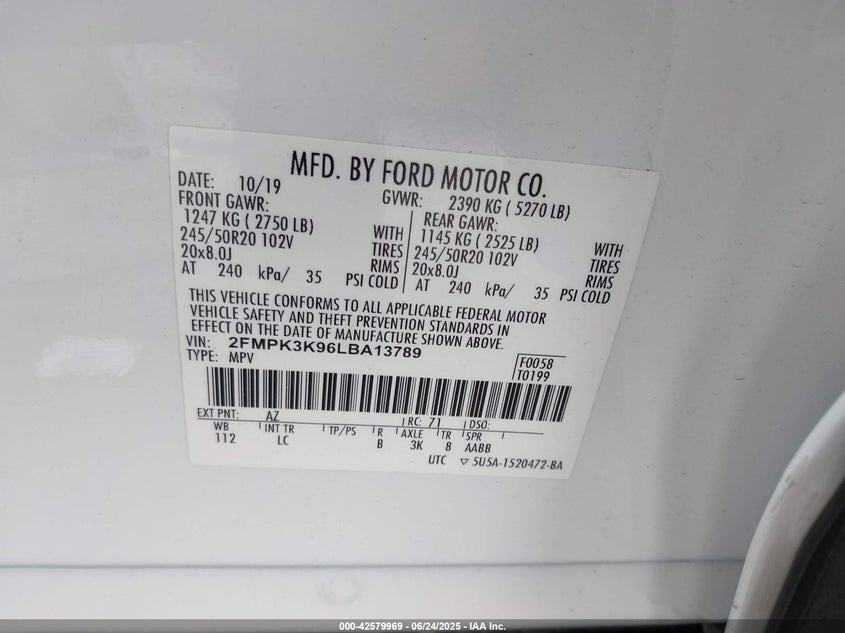 MFD. BY FORD MOTOR CO.
DATE: 10/19 GVWR: 2390 KG ( 5270 LB)
FRONT GAWR: REAR GAWR:
1247 KG ( 2750 LB) WITH 1145 KG ( 2525 LB) WITH
245/50R20 102V TIRES 245/50R20 102V TIRES
20x8.0J RIMS 20x8.0J RIMS
AT 240 kPa/ 35 PSI COLD AT 240 kPa/ 35 PSI COLD
THIS VEHICLE CONFORMS TO ALL APPLICABLE FEDERAL MOTOR
VEHICLE SAFETY AND THEFT PREVENTION STANDARDS IN
EFFECT ON THE DATE OF MANUFACTURE SHOWN ABOVE.
VIN: 2FMPK3K96LBA13789
TYPE: MPV F0058
T0199
EXT PNT: AZ RC: 71 DSO:
WB INT TR TP/PS R AXLE TR SPR
112 LC B 3K 8 AABB
UTC ▽ 5U5A-1520472-BA
000-42579969 - 06/24/2025 - IAA Inc.